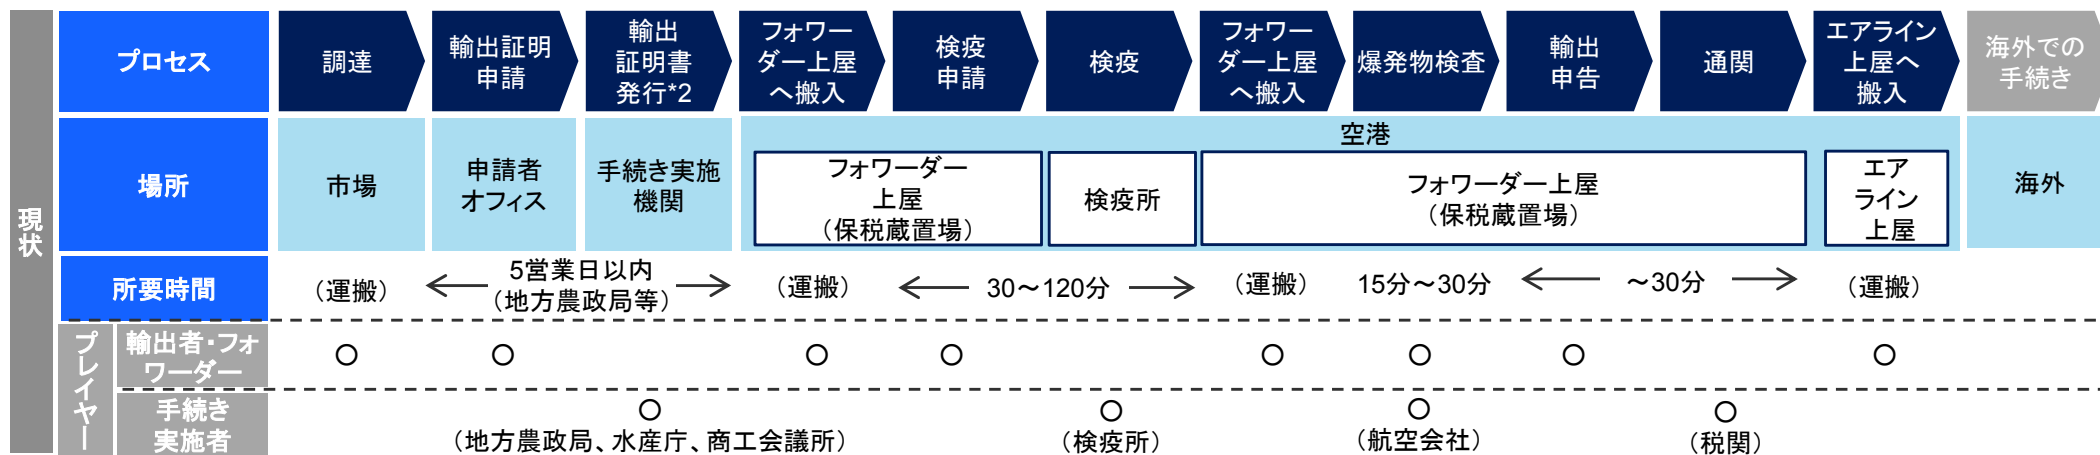 現状
プロセス
調達
輸出証明
申請
輸出
証明書
発行*2
フォワー
ダー上屋
へ搬入
検疫
申請
検疫
フォワー
ダー上屋
へ搬入
爆発物検査
輸出
申告
通関
エアライン
上屋へ
搬入
海外での
手続き
場所
市場
申請者
オフィス
手続き実施
機関
空港
フォワーダー
上屋
（保税蔵置場）
検疫所
フォワーダー上屋
（保税蔵置場）
エア
ライン
上屋
海外
所要時間
（運搬）
5営業日以内
（地方農政局等）
（運搬）
30～120分
（運搬）
15分～30分
～30分
（運搬）
プレイヤー
輸出者・フォ
ワーダー
○ ○ ○ ○ ○ ○ ○ ○
手続き
実施者
○ ○ ○ ○
（地方農政局、水産庁、商工会議所）
（検疫所）
（航空会社）
（税関）